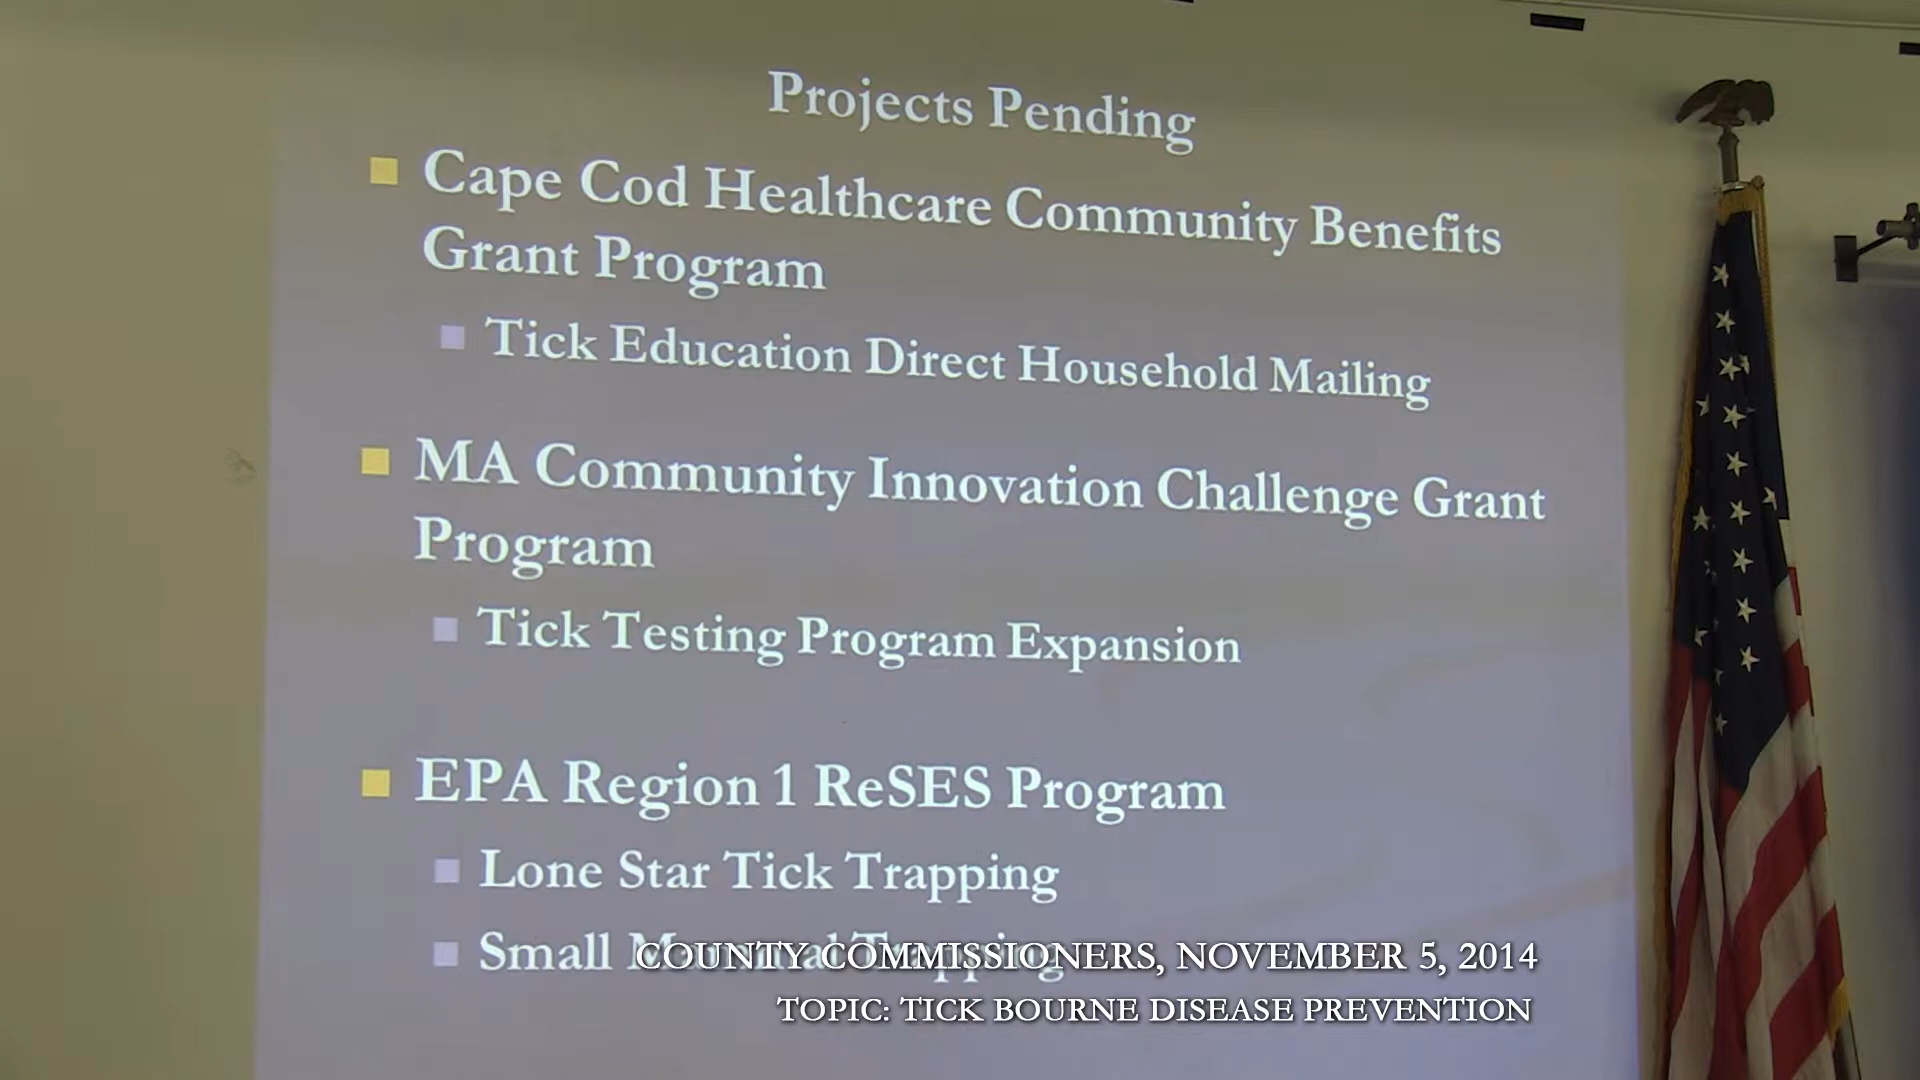 Projects Pending
Cape Cod Healthcare Community Benefits
Grant Program
Tick Education Direct Household Mailing
MA Community Innovation Challenge Grant
Program
Tick Testing Program Expansion
EPA Region 1 ReSES Program
Lone Star Tick Trapping
Small Mammal Trapping
COUNTY COMMISSIONERS, NOVEMBER 5, 2014
TOPIC: TICK BOURNE DISEASE PREVENTION